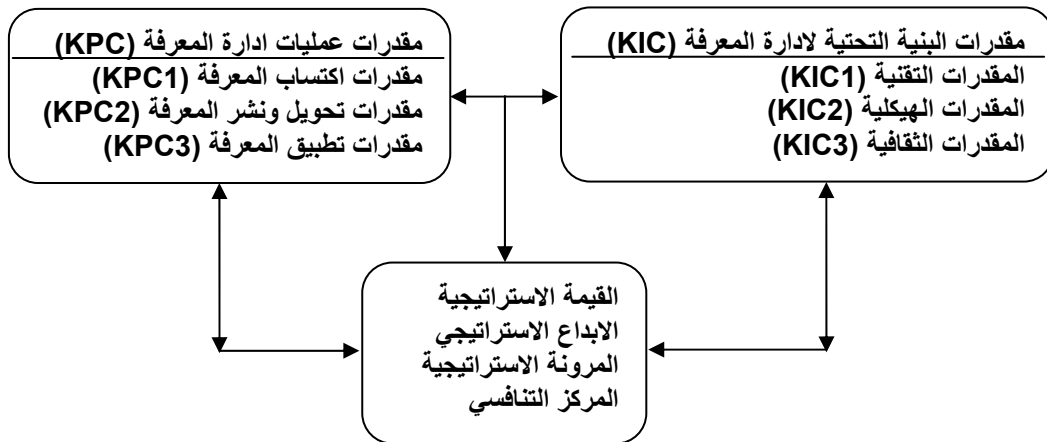 مقدرات البنية التحتية لادارة المعرفة (KIC)
المقدرات التقنية (KIC1)
المقدرات الهيكلية (KIC2)
المقدرات الثقافية (KIC3)
مقدرات عمليات ادارة المعرفة (KPC)
مقدرات اكتساب المعرفة (KPC1)
مقدرات تحويل ونشر المعرفة (KPC2)
مقدرات تطبيق المعرفة (KPC3)
القيمة الاستراتيجية
الابداع الاستراتيجي
المرونة الاستراتيجية
المركز التنافسي